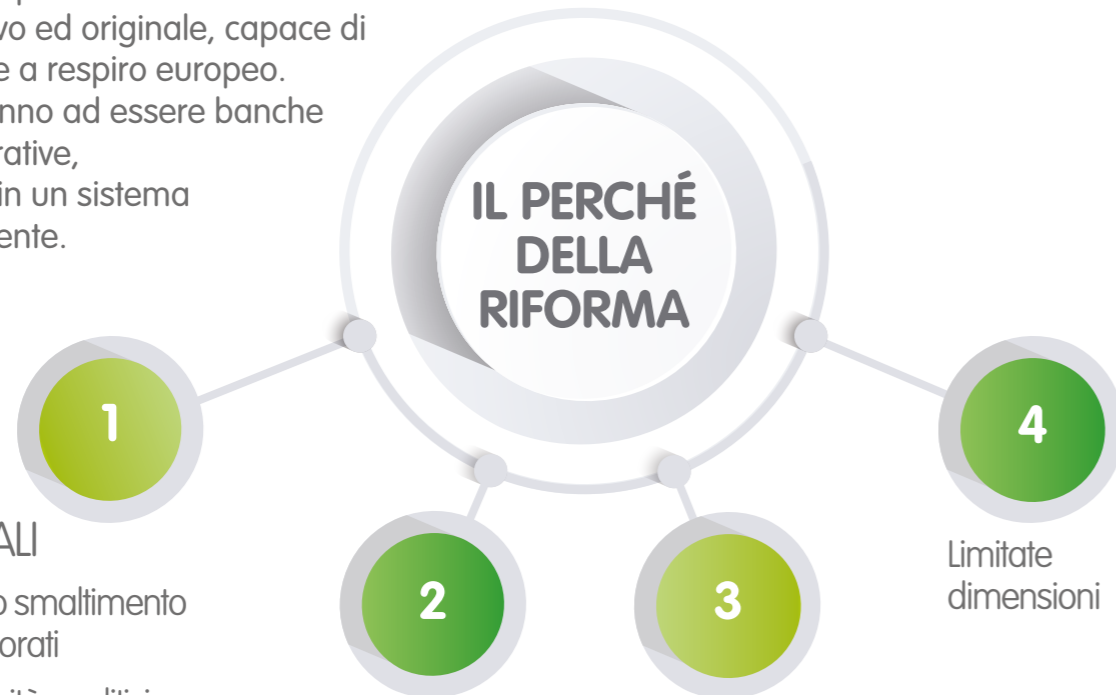 vo ed originale, capace di
e a respiro europeo.
nno ad essere banche
rative,
in un sistema
ente.
IL PERCHÉ
DELLA
RIFORMA
1
4
ALI
o smaltimento
orati
2
3
Limitate
dimensioni